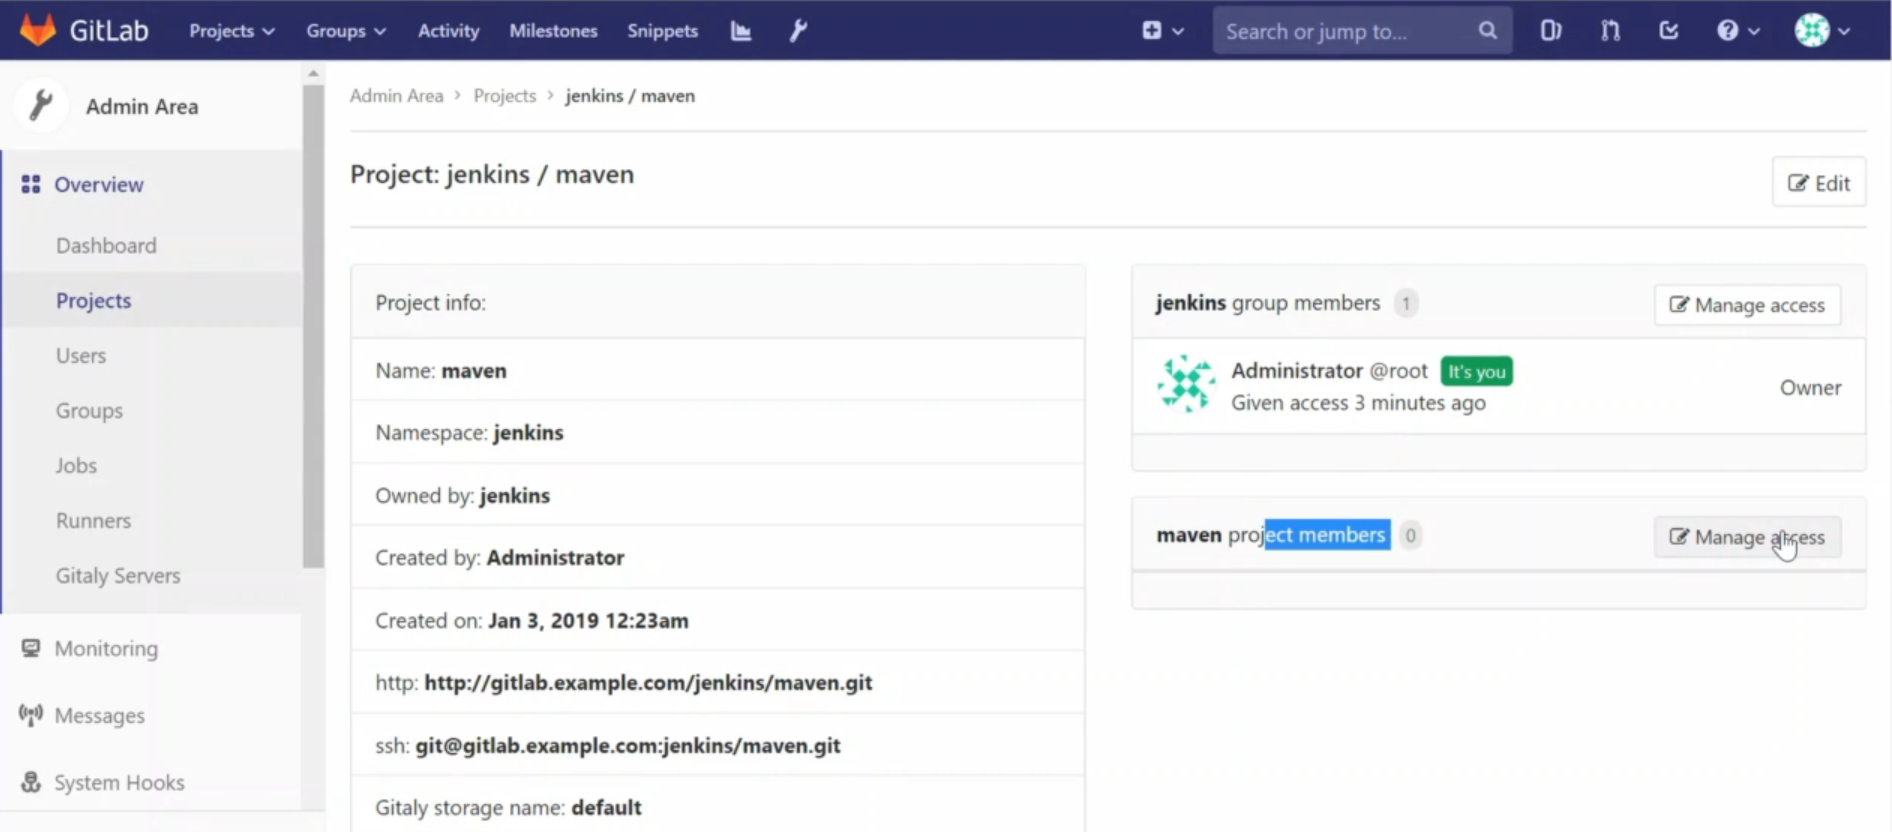 GitLab Projects Groups Activity Milestones Snippets Search or jump to...
Admin Area
Overview
Dashboard
Projects
Users
Groups
Jobs
Runners
Gitaly Servers
Monitoring
Messages
System Hooks
Admin Area > Projects > jenkins / maven
Project: jenkins / maven
Edit
Project info:
Name: maven
Namespace: jenkins
Owned by: jenkins
Created by: Administrator
Created on: Jan 3, 2019 12:23am
http: http://gitlab.example.com/jenkins/maven.git
ssh: git@gitlab.example.com:jenkins/maven.git
Gitaly storage name: default
jenkins group members 1
Manage access
Administrator @root It's you
Given access 3 minutes ago
Owner
maven project members 0
Manage access